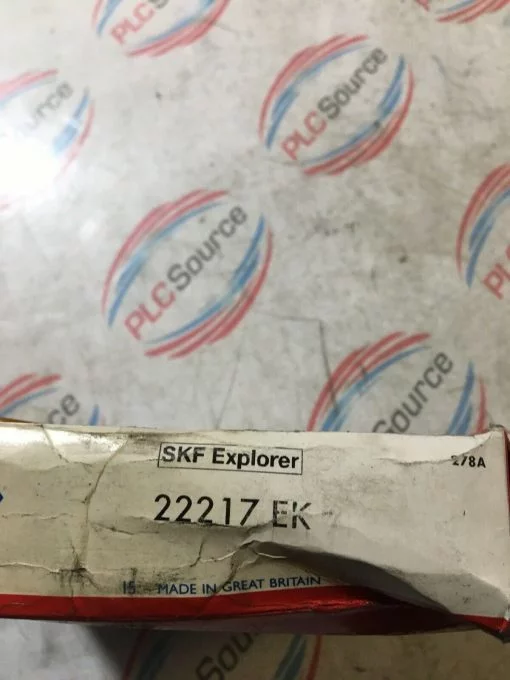 PLC Source
PLC Source
PLC Source
SKF Explorer
278A
22217 EK
15 MADE IN GREAT BRITAIN